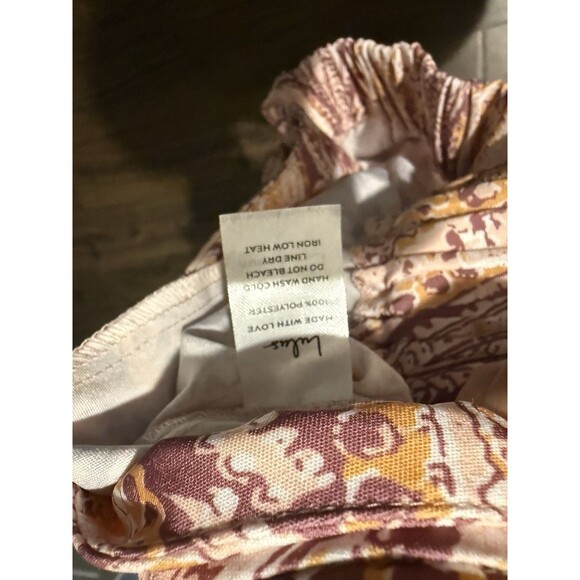 lulus
MADE WITH LOVE
100% POLYESTER
HAND WASH COLD
DO NOT BLEACH
LINE DRY
IRON LOW HEAT